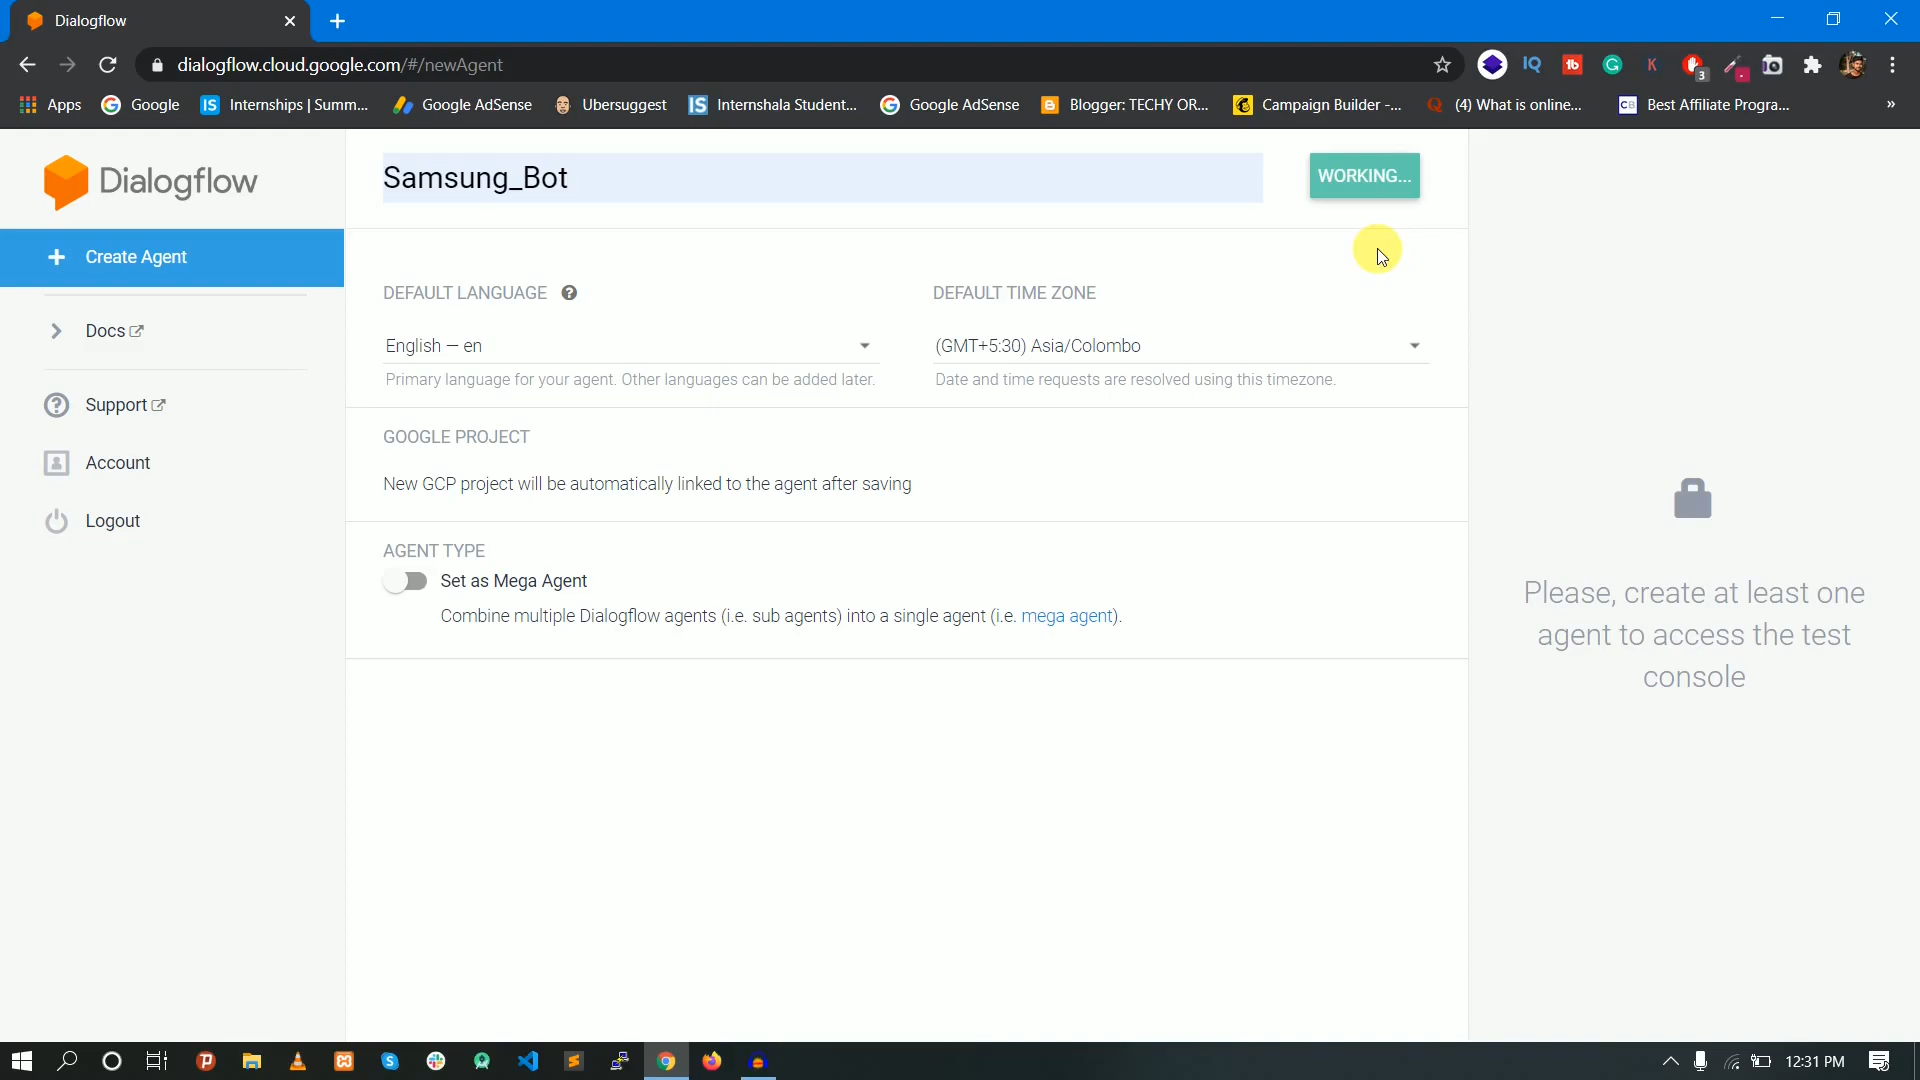 Dialogflow
dialogflow.cloud.google.com/#/newAgent
IQ
3
Apps
Google
IS
Internships | Summ...
Google AdSense
Ubersuggest
IS
Internshala Student...
Google AdSense
Blogger: TECHY OR...
Campaign Builder -...
(4) What is online...
CB
Best Affiliate Progra...
»
Dialogflow
Samsung_Bot
WORKING...
Create Agent
DEFAULT LANGUAGE
DEFAULT TIME ZONE
Docs
English — en
(GMT+5:30) Asia/Colombo
Primary language for your agent. Other languages can be added later.
Date and time requests are resolved using this timezone.
Support
GOOGLE PROJECT
Account
New GCP project will be automatically linked to the agent after saving
Logout
AGENT TYPE
Set as Mega Agent
Combine multiple Dialogflow agents (i.e. sub agents) into a single agent (i.e. mega agent).
Please, create at least one
agent to access the test
console
12:31 PM